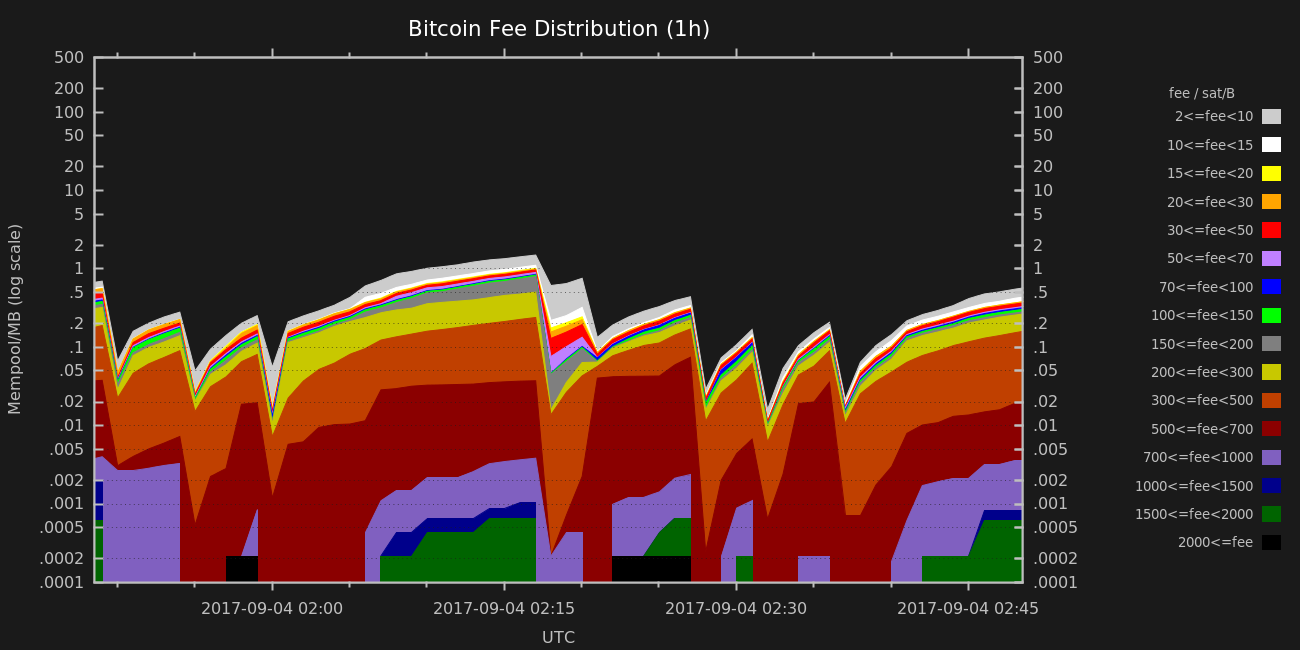 Bitcoin Fee Distribution (1h)
Mempool/MB (log scale)
500
200
100
50
20
10
5
2
1
.5
.2
.1
.05
.02
.01
.005
.002
.001
.0005
.0002
.0001
500
200
100
50
20
10
5
2
1
.5
.2
.1
.05
.02
.01
.005
.002
.001
.0005
.0002
.0001
fee / sat/B
2<=fee<10
10<=fee<15
15<=fee<20
20<=fee<30
30<=fee<50
50<=fee<70
70<=fee<100
100<=fee<150
150<=fee<200
200<=fee<300
300<=fee<500
500<=fee<700
700<=fee<1000
1000<=fee<1500
1500<=fee<2000
2000<=fee
2017-09-04 02:00
2017-09-04 02:15
2017-09-04 02:30
2017-09-04 02:45
UTC